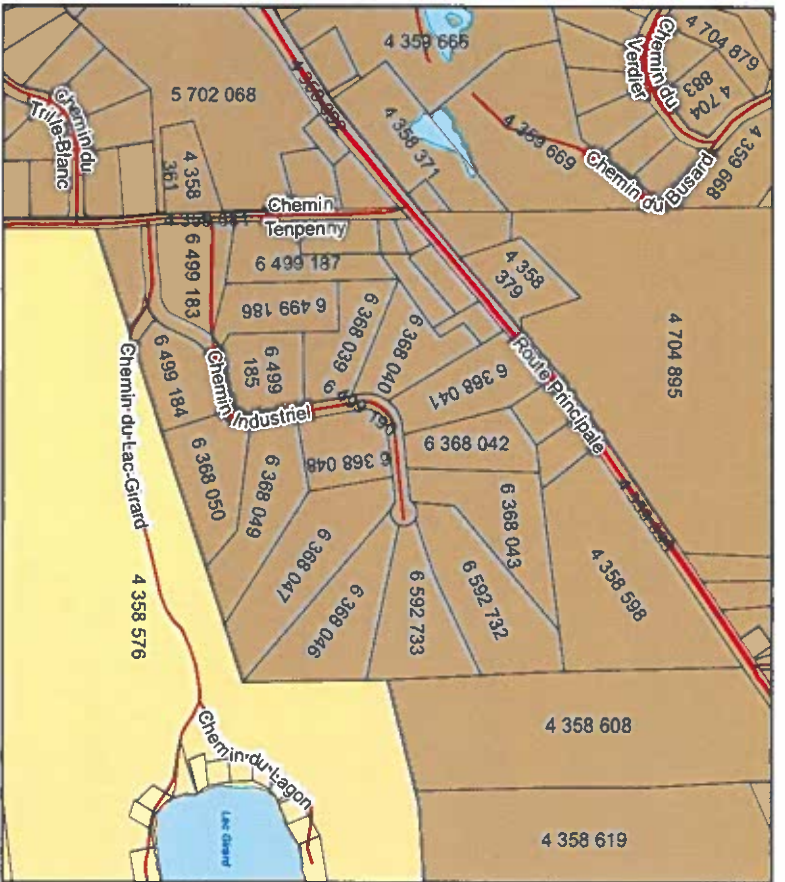 4 359 666
4 704 879
Chemin du
Verdier
4 704
883
5 702 068
Chemin du
Trille-Blanc
4 358 371
4 359 669
4 359 668
Chemin du
Busard
4 358
361
Chemin
Tenpenny
6 499 183
6 499 187
6 499 186
4 358
379
4 704 895
6 368 039
6 368 040
6 368 041
Route Principale
6 499 184
6 499
185
Chemin Industriel
Chemin du Lac-Girard
6 368 042
6 368 048
6 368 050
6 368 049
6 368 043
6 368 047
6 368 046
6 592 733
6 592 732
4 358 598
4 358 576
4 358 608
Chemin du Lagon
Lac Girard
4 358 619